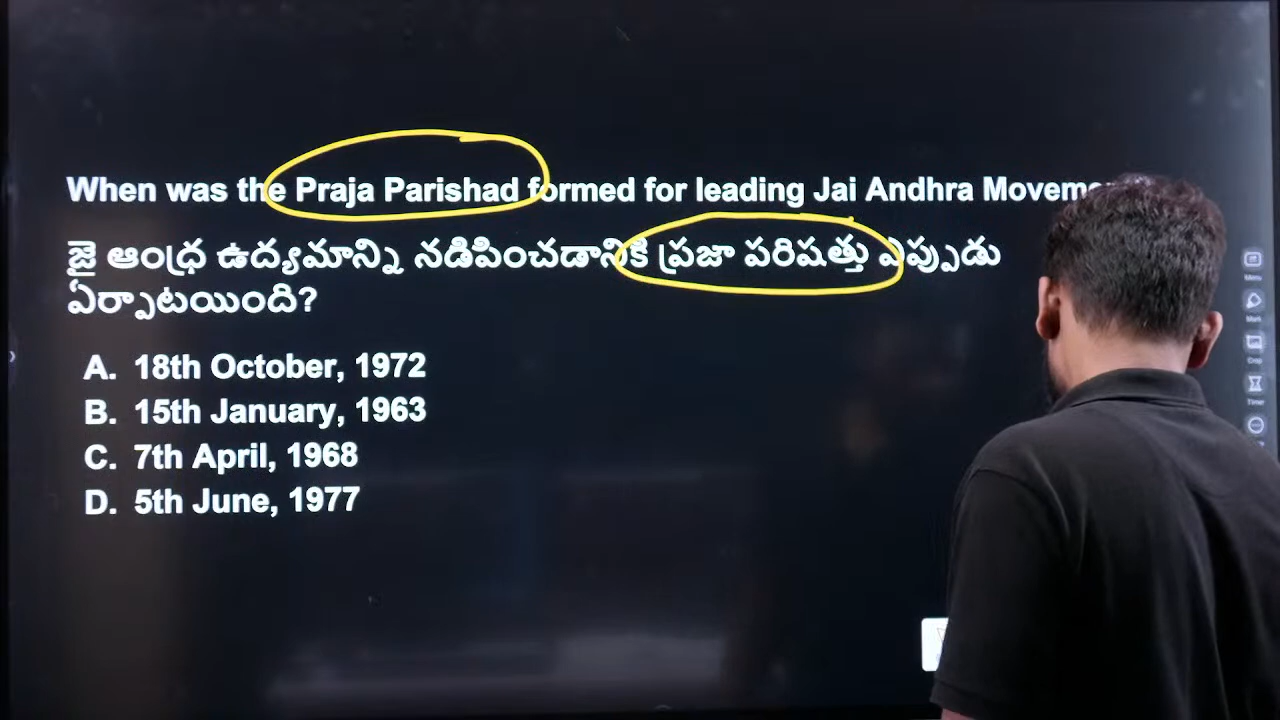 When was the Praja Parishad formed for leading Jai Andhra
జై ఆంధ్ర ఉద్యమాన్ని నడిపించడానికి ప్రజా పరిషత్తు ఎప్పుడు
ఏర్పాటయింది?
A. 18th October, 1972
B. 15th January, 1963
C. 7th April, 1968
D. 5th June, 1977